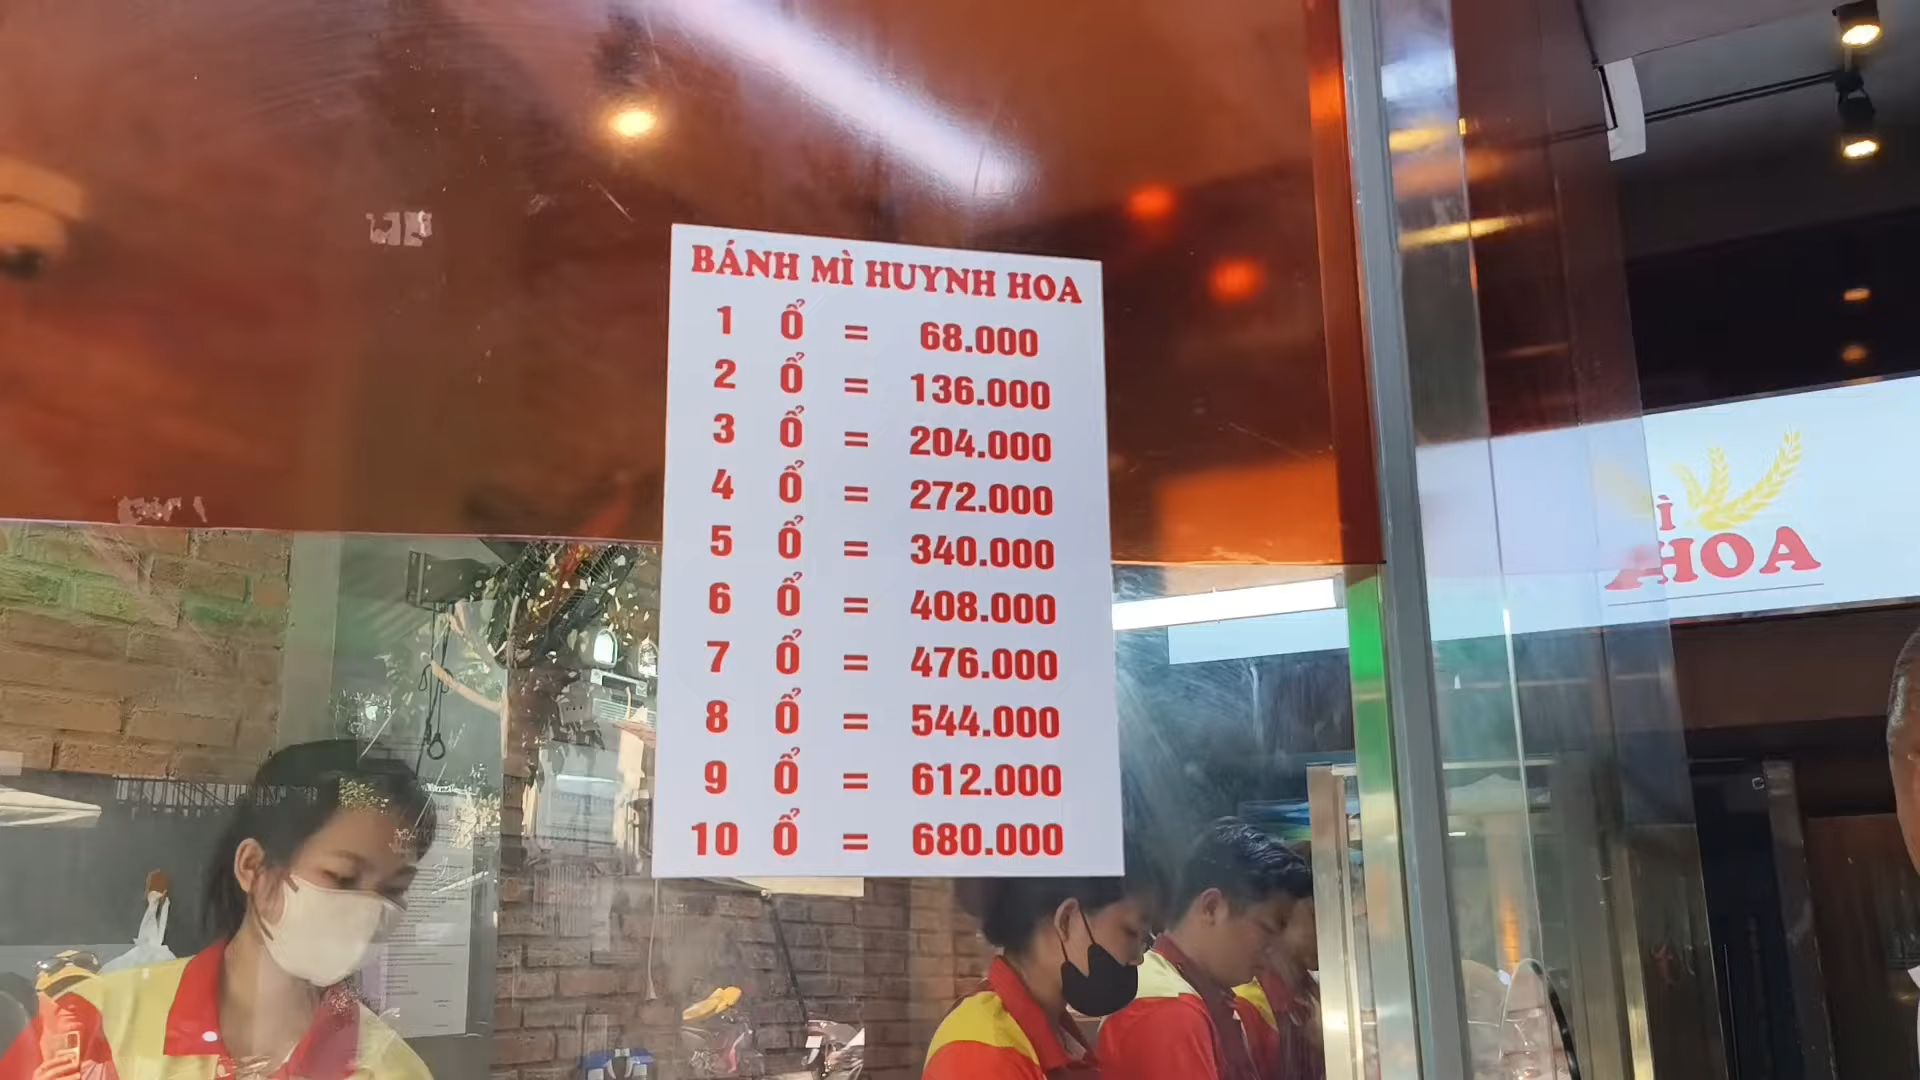 BÁNH MÌ HUYNH HOA
1 Ổ = 68.000
2 Ổ = 136.000
3 Ổ = 204.000
4 Ổ = 272.000
5 Ổ = 340.000
6 Ổ = 408.000
7 Ổ = 476.000
8 Ổ = 544.000
9 Ổ = 612.000
10 Ổ = 680.000
Ì
HOA